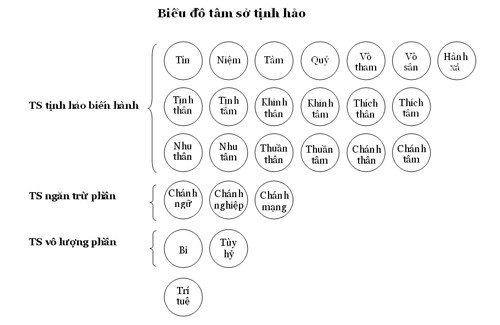 Biểu đồ tâm sở tịnh hảo
Tín Niệm Tàm Quý Vô tham Vô sân Hành xả
TS tịnh hảo biến hành
Tịnh thân Tịnh tâm Khinh thân Khinh tâm Thích thân Thích tâm
Nhu thân Nhu tâm Thuần thân Thuần tâm Chánh thân Chánh tâm
TS ngăn trừ phần
Chánh ngữ Chánh nghiệp Chánh mạng
TS vô lượng phần
Bi Tùy hỷ
Trí tuệ